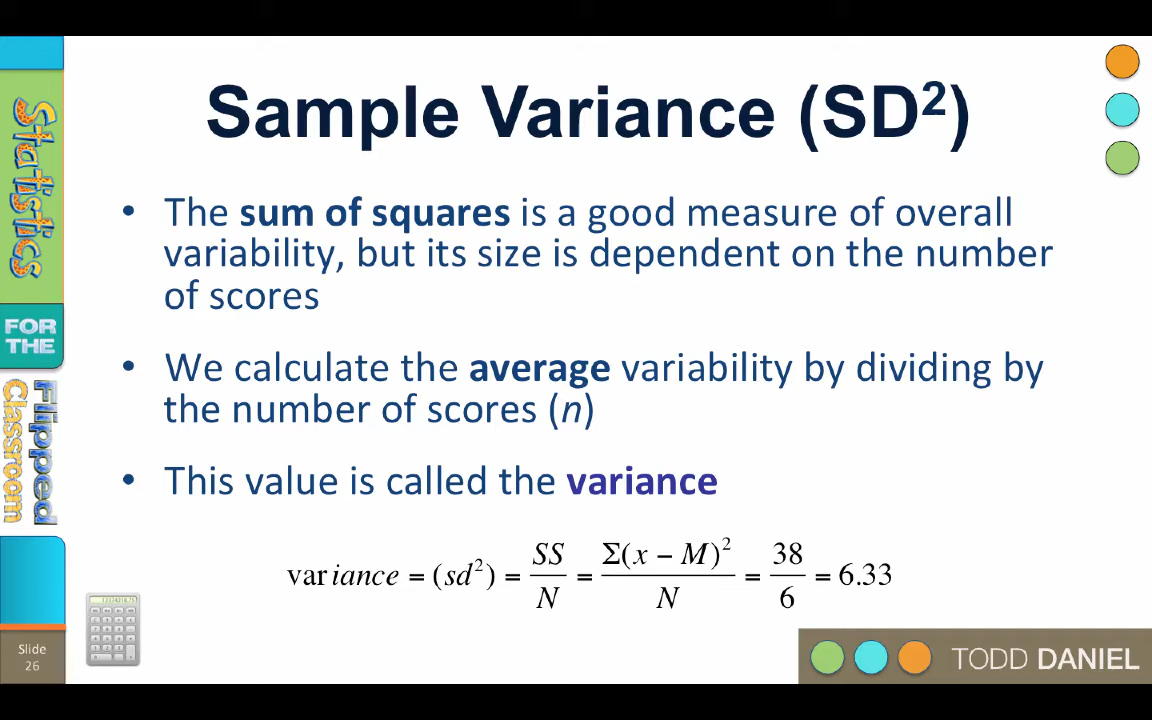 Sample Variance (SD²)
• The sum of squares is a good measure of overall
variability, but its size is dependent on the number
of scores
• We calculate the average variability by dividing by
the number of scores (n)
• This value is called the variance
variance = (sd²) = SS/N = Σ(x − M)²/N = 38/6 = 6.33
Statistics
FOR THE
Flipped
Classroom
Slide
26
TODD DANIEL